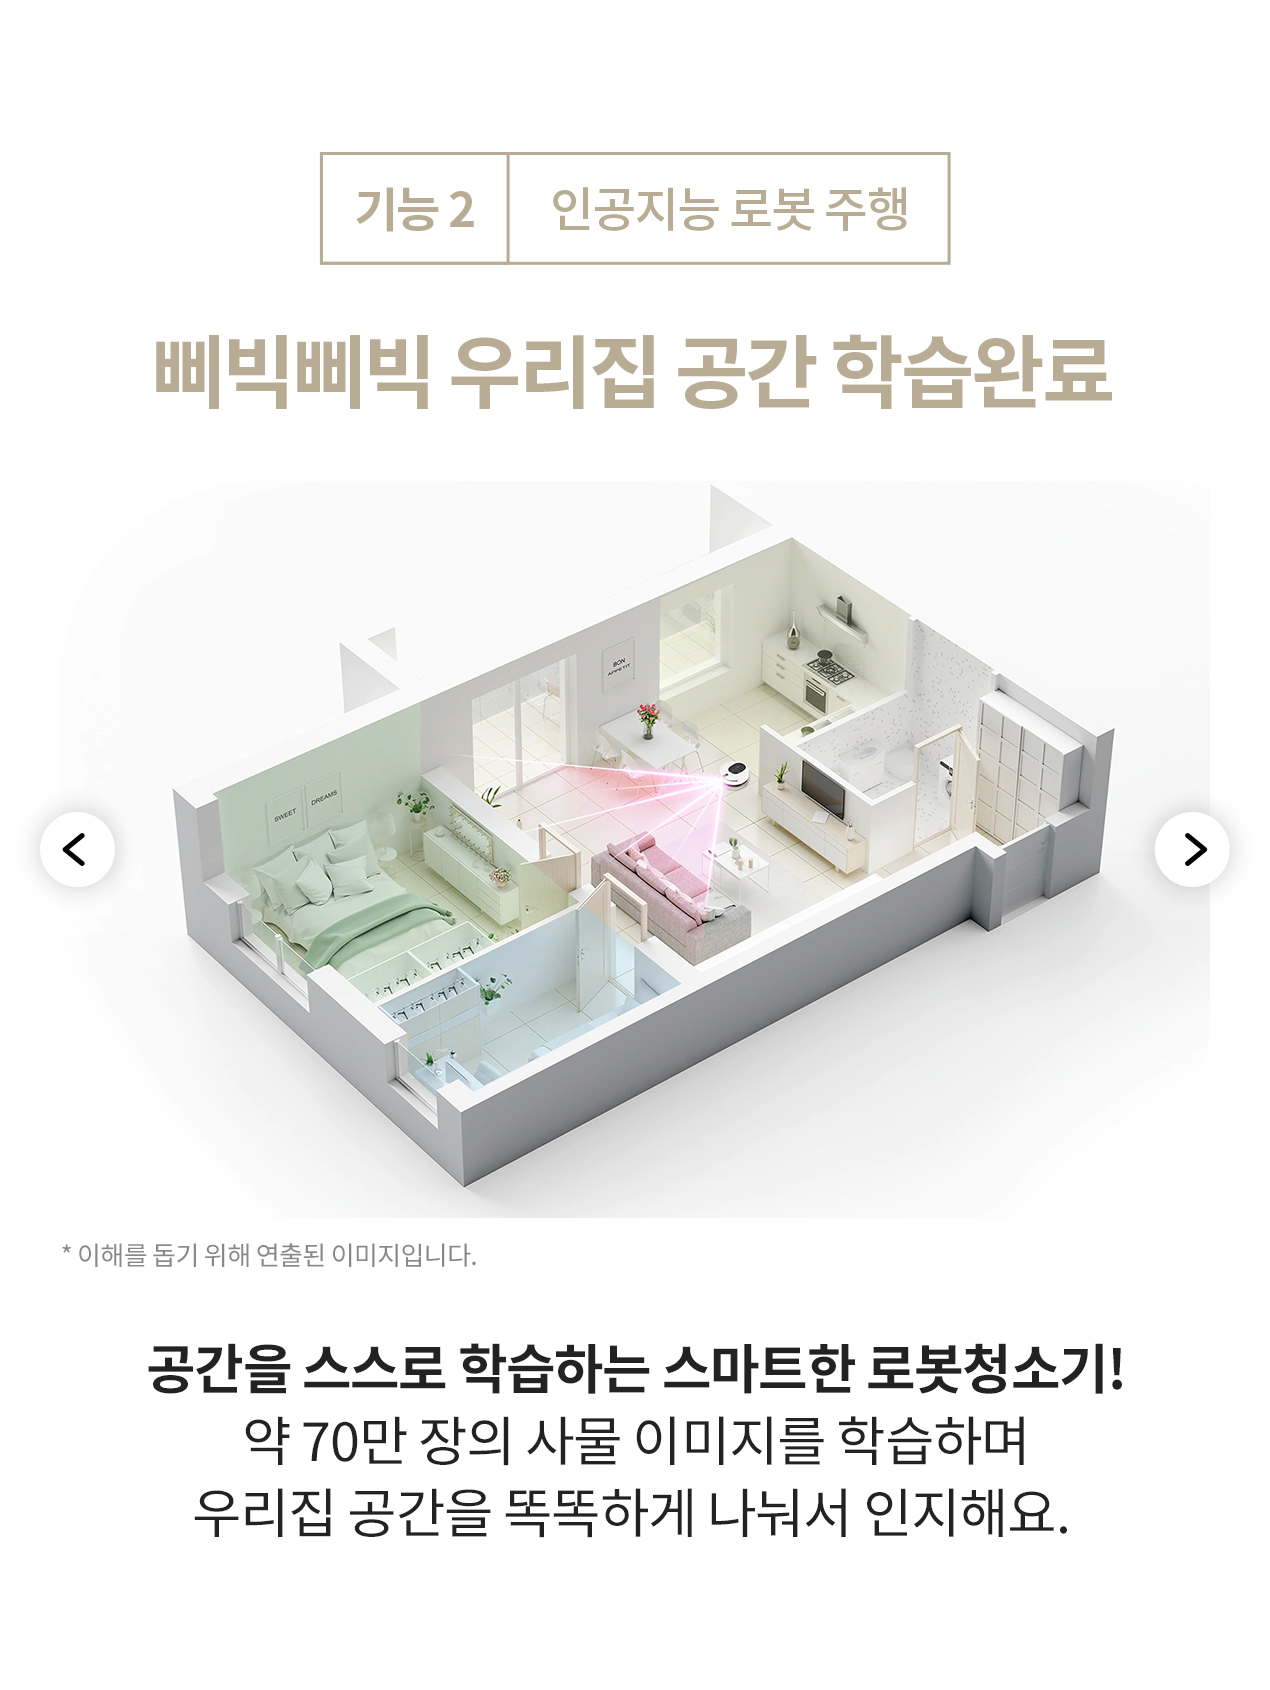 기능 2 인공지능 로봇 주행
삐빅삐빅 우리집 공간 학습완료
BON
APPETIT
SWEET
DREAMS
* 이해를 돕기 위해 연출된 이미지입니다.
공간을 스스로 학습하는 스마트한 로봇청소기!
약 70만 장의 사물 이미지를 학습하며
우리집 공간을 똑똑하게 나눠서 인지해요.